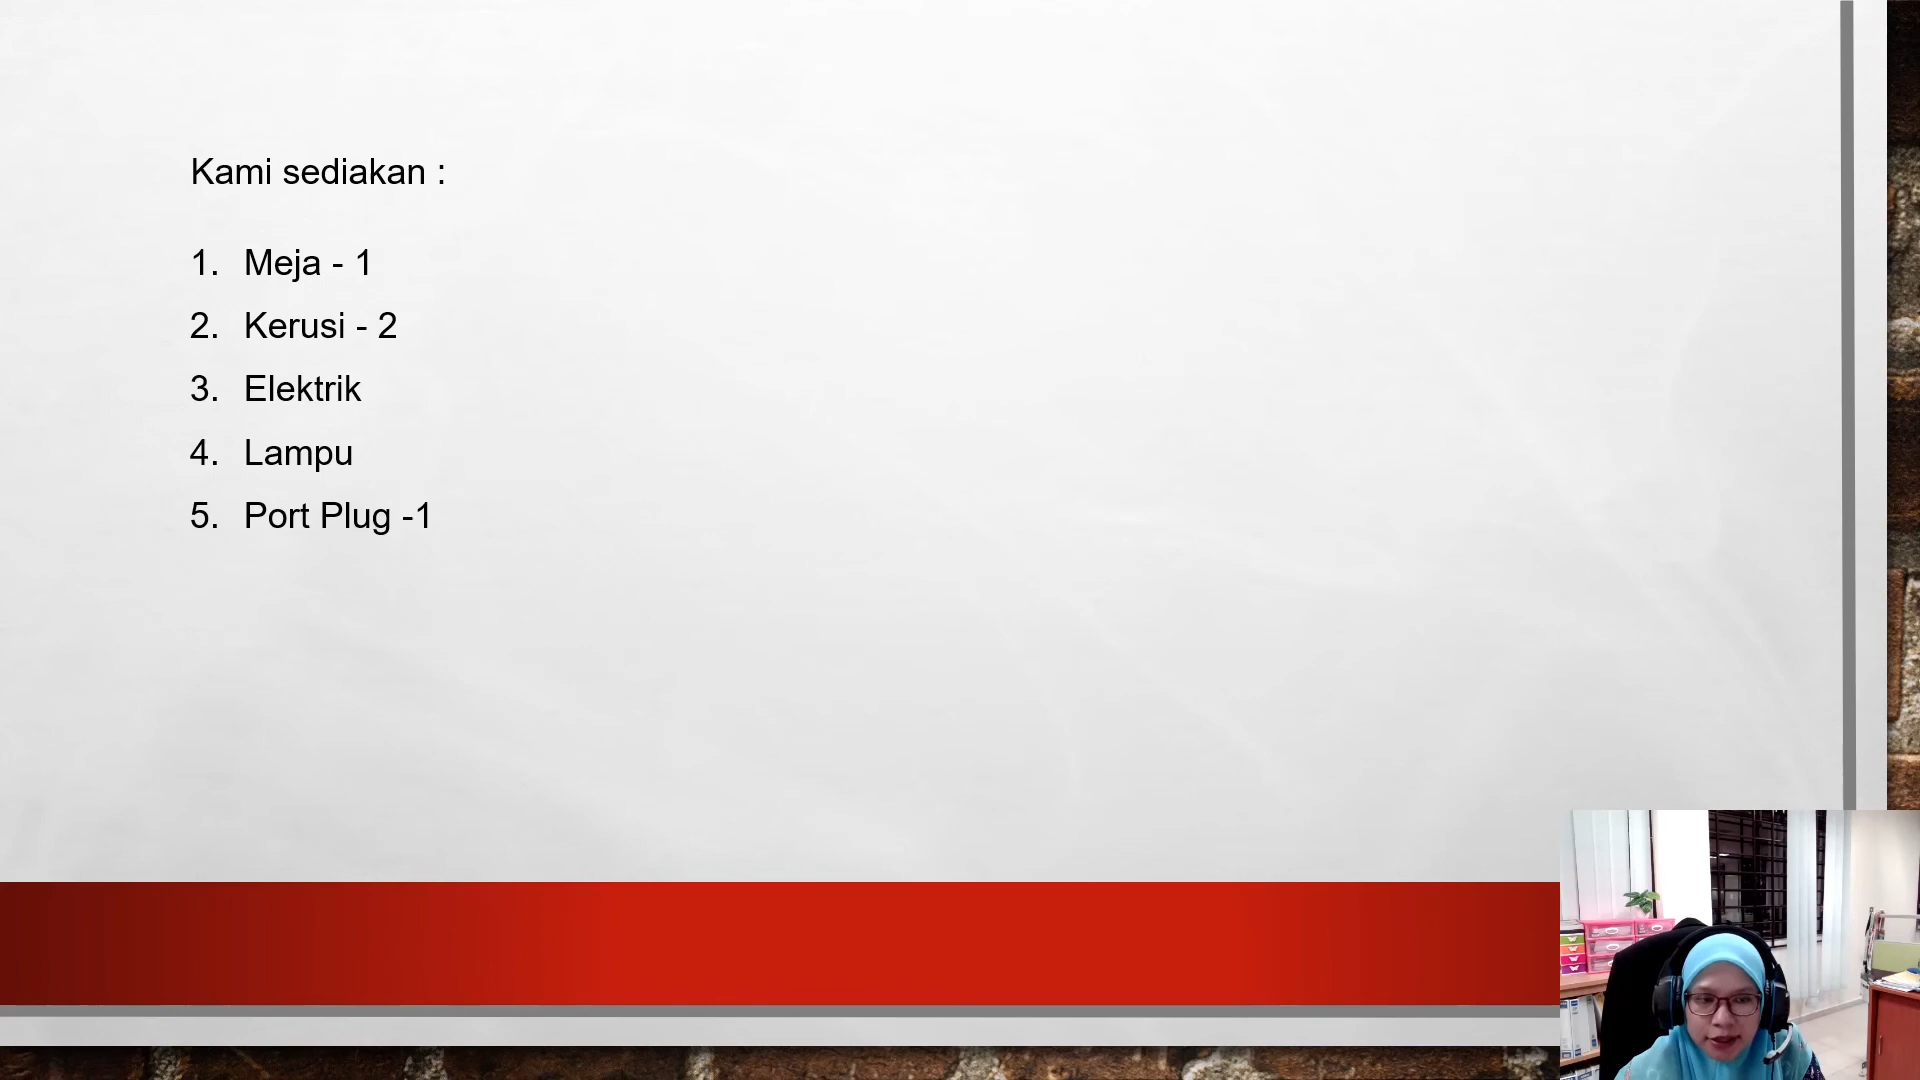 Kami sediakan :
1. Meja - 1
2. Kerusi - 2
3. Elektrik
4. Lampu
5. Port Plug -1